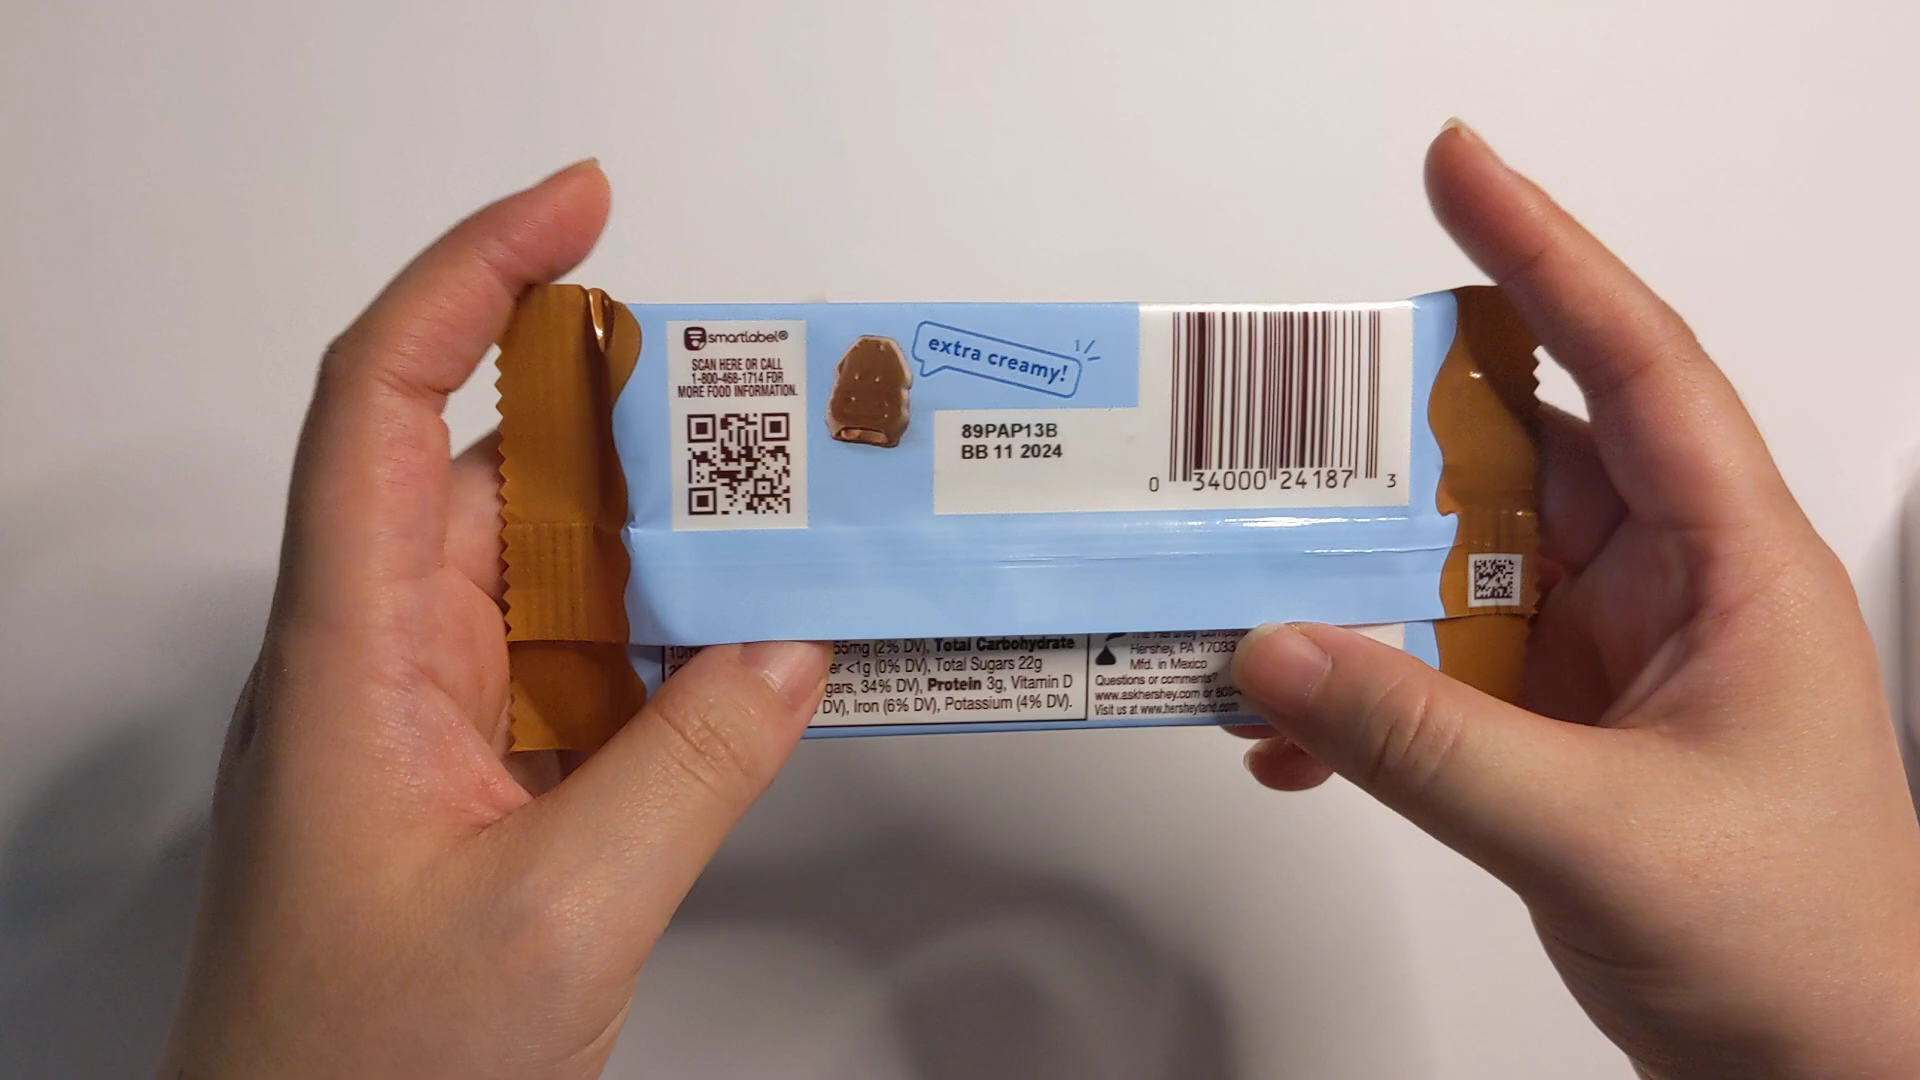 smartlabel®
SCAN HERE OR CALL
1-800-468-1714 FOR
MORE FOOD INFORMATION.
extra creamy!
89PAP13B
BB 11 2024
0 34000 24187 3
55mg (2% DV), Total Carbohydrate
<1g (0% DV), Total Sugars 22g
34% DV), Protein 3g, Vitamin D
DV), Iron (6% DV), Potassium (4% DV).
The Hershey
Hershey, PA 17033
Mfd. in Mexico
Questions or comments?
www.askhershey.com or 800-
Visit us at www.hersheyland.com